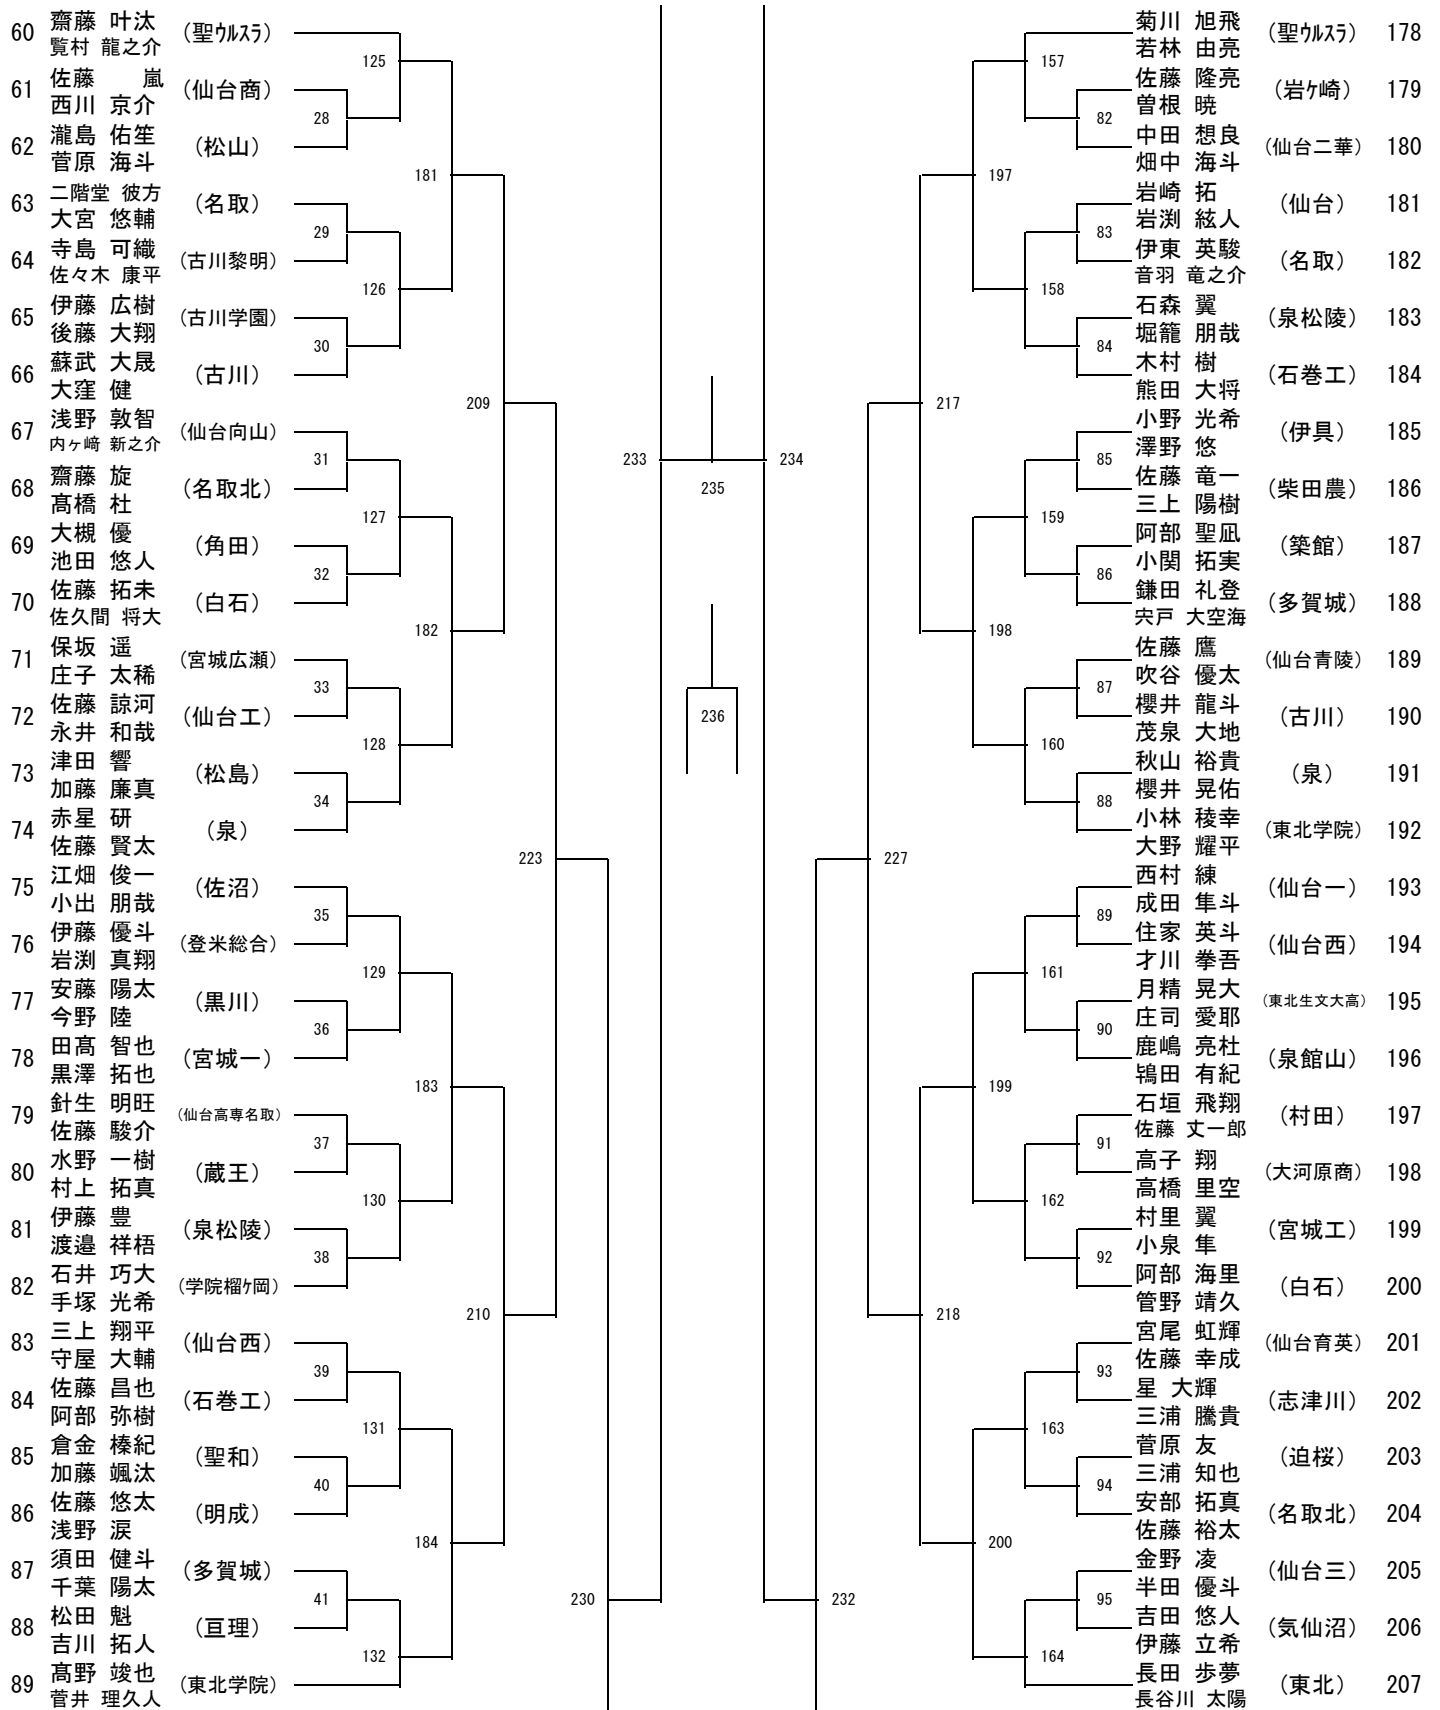 60 齋藤 叶汰 (聖ウルスラ)
覧村 龍之介
61 佐藤 嵐 (仙台商)
西川 京介
62 瀧島 佑笙 (松山)
菅原 海斗
63 二階堂 彼方 (名取)
大宮 悠輔
64 寺島 可織 (古川黎明)
佐々木 康平
65 伊藤 広樹 (古川学園)
後藤 大翔
66 蘇武 大晟 (古川)
大窪 健
67 浅野 敦智 (仙台向山)
内ヶ﨑 新之介
68 齋藤 旋 (名取北)
髙橋 杜
69 大槻 優 (角田)
池田 悠人
70 佐藤 拓未 (白石)
佐久間 将大
71 保坂 遥 (宮城広瀬)
庄子 太稀
72 佐藤 諒河 (仙台工)
永井 和哉
73 津田 響 (松島)
加藤 廉真
74 赤星 研 (泉)
佐藤 賢太
75 江畑 俊一 (佐沼)
小出 朋哉
76 伊藤 優斗 (登米総合)
岩渕 真翔
77 安藤 陽太 (黒川)
今野 陸
78 田髙 智也 (宮城一)
黒澤 拓也
79 針生 明旺 (仙台高専名取)
佐藤 駿介
80 水野 一樹 (蔵王)
村上 拓真
81 伊藤 豊 (泉松陵)
渡邉 祥梧
82 石井 巧大 (学院榴ケ岡)
手塚 光希
83 三上 翔平 (仙台西)
守屋 大輔
84 佐藤 昌也 (石巻工)
阿部 弥樹
85 倉金 榛紀 (聖和)
加藤 颯汰
86 佐藤 悠太 (明成)
浅野 涙
87 須田 健斗 (多賀城)
千葉 陽太
88 松田 魁 (亘理)
吉川 拓人
89 髙野 竣也 (東北学院)
菅井 理久人
125
28
181
29
126
30
209
31
127
32
182
33
128
34
223
35
129
36
183
37
130
38
210
39
131
40
184
41
132
230
233
234
235
236
157
82
197
83
158
84
217
85
159
86
198
87
160
88
227
89
161
90
199
91
162
92
218
93
163
94
200
95
164
232
菊川 旭飛 (聖ウルスラ) 178
若林 由亮
佐藤 隆亮 (岩ケ崎) 179
曽根 暁
中田 想良 (仙台二華) 180
畑中 海斗
岩崎 拓 (仙台) 181
岩渕 絃人
伊東 英駿 (名取) 182
音羽 竜之介
石森 翼 (泉松陵) 183
堀籠 朋哉
木村 樹 (石巻工) 184
熊田 大将
小野 光希 (伊具) 185
澤野 悠
佐藤 竜一 (柴田農) 186
三上 陽樹
阿部 聖凪 (築館) 187
小関 拓実
鎌田 礼登 (多賀城) 188
宍戸 大空海
佐藤 鷹 (仙台青陵) 189
吹谷 優太
櫻井 龍斗 (古川) 190
茂泉 大地
秋山 裕貴 (泉) 191
櫻井 晃佑
小林 稜幸 (東北学院) 192
大野 耀平
西村 練 (仙台一) 193
成田 隼斗
住家 英斗 (仙台西) 194
才川 拳吾
月精 晃大 (東北生文大高) 195
庄司 愛耶
鹿嶋 亮杜 (泉館山) 196
鴇田 有紀
石垣 飛翔 (村田) 197
佐藤 丈一郎
高子 翔 (大河原商) 198
高橋 里空
村里 翼 (宮城工) 199
小泉 隼
阿部 海里 (白石) 200
管野 靖久
宮尾 虹輝 (仙台育英) 201
佐藤 幸成
星 大輝 (志津川) 202
三浦 騰貴
菅原 友 (迫桜) 203
三浦 知也
安部 拓真 (名取北) 204
佐藤 裕太
金野 凌 (仙台三) 205
半田 優斗
吉田 悠人 (気仙沼) 206
伊藤 立希
長田 歩夢 (東北) 207
長谷川 太陽